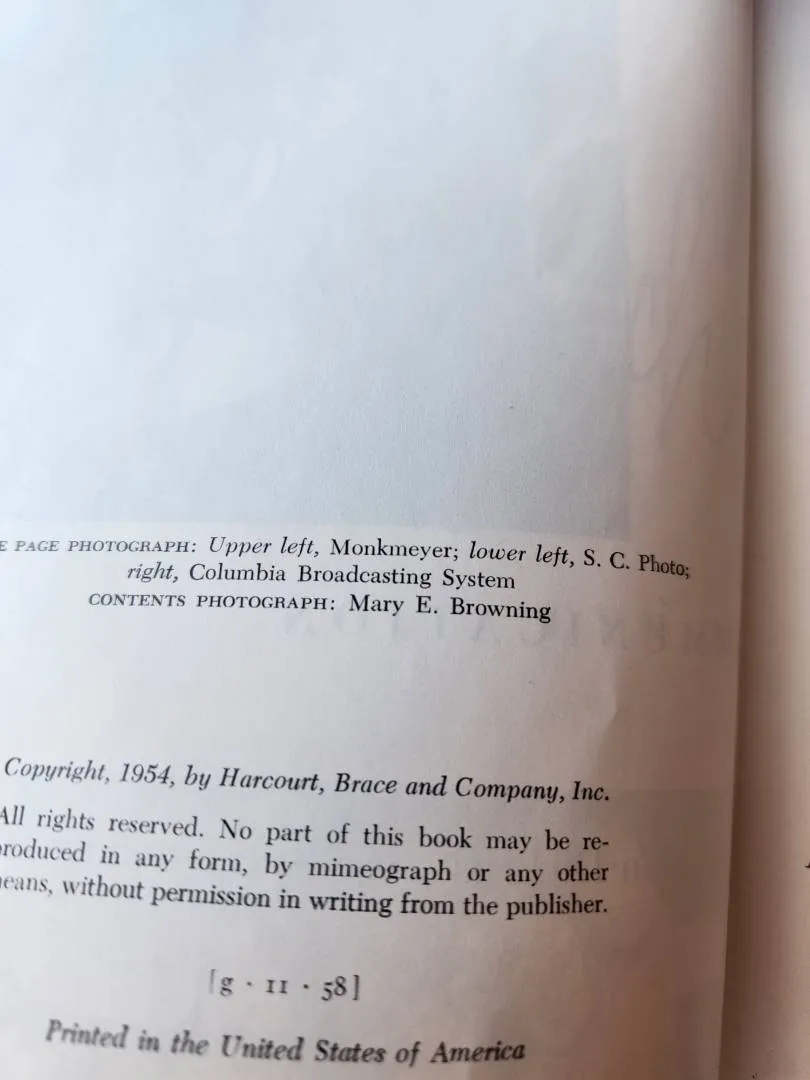 E PAGE PHOTOGRAPH: Upper left, Monkmeyer; lower left, S. C. Photo;
right, Columbia Broadcasting System
CONTENTS PHOTOGRAPH: Mary E. Browning
Copyright, 1954, by Harcourt, Brace and Company, Inc.
All rights reserved. No part of this book may be re-
produced in any form, by mimeograph or any other
means, without permission in writing from the publisher.
[g · 11 · 58]
Printed in the United States of America